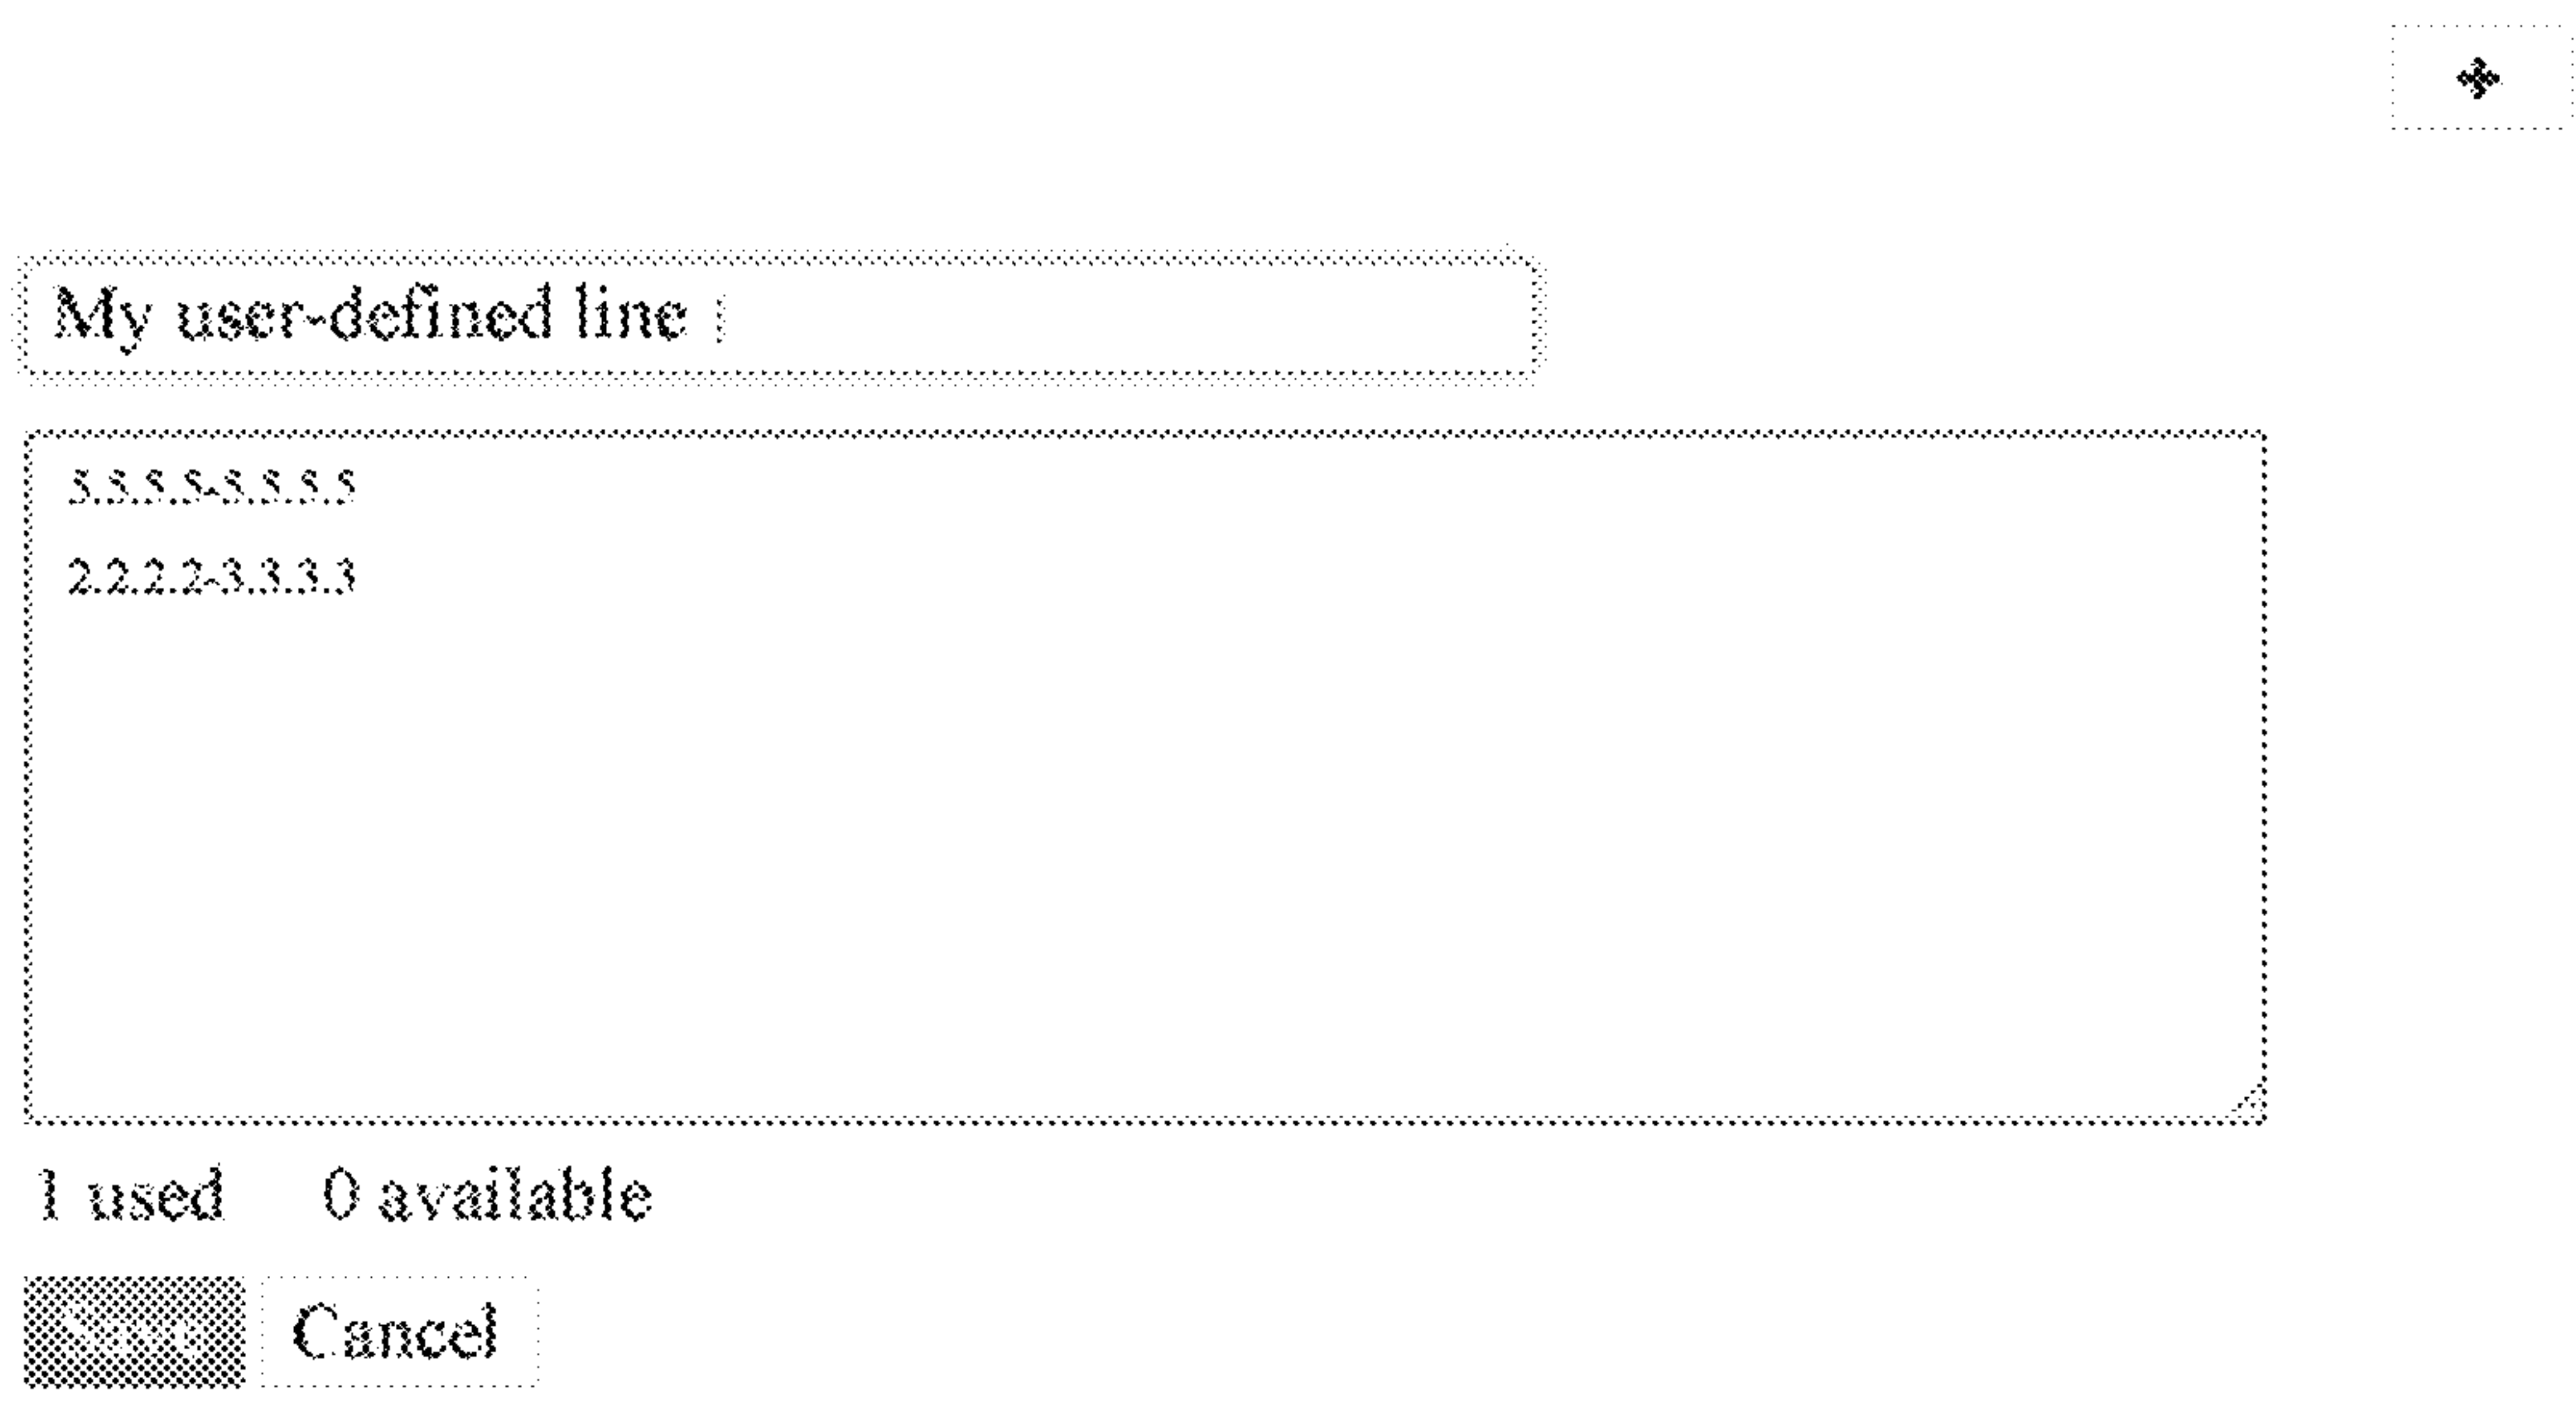 My user-defined line
5.5.5.5-5.5.5.5
2.2.2.2-3.3.3.3
1 used 0 available
Cancel